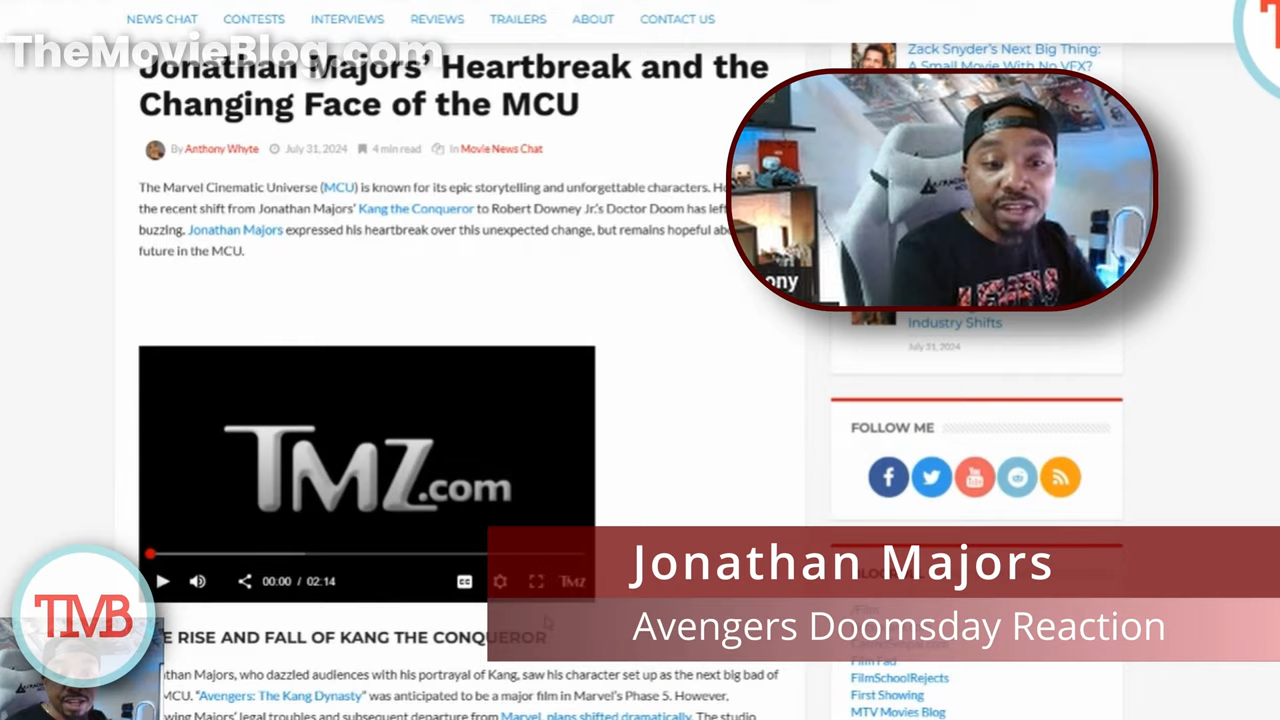 NEWS CHAT CONTESTS INTERVIEWS REVIEWS TRAILERS ABOUT CONTACT US
TheMovieBlog.com
Jonathan Majors' Heartbreak and the
Changing Face of the MCU
By Anthony Whyte July 31, 2024 4 min read In Movie News Chat
The Marvel Cinematic Universe (MCU) is known for its epic storytelling and unforgettable characters.
the recent shift from Jonathan Majors' Kang the Conqueror to Robert Downey Jr.'s Doctor Doom has left
buzzing. Jonathan Majors expressed his heartbreak over this unexpected change, but remains hopeful
future in the MCU.
Zack Snyder's Next Big Thing:
A Small Movie With No VFX?
ony
Industry Shifts
July 31, 2024
TMZ.com
00:00 / 02:14
CC
TMZ
FOLLOW ME
Jonathan Majors
Avengers Doomsday Reaction
TMB
E RISE AND FALL OF KANG THE CONQUEROR
than Majors, who dazzled audiences with his portrayal of Kang, saw his character set up as the next big bad of
MCU. "Avengers: The Kang Dynasty" was anticipated to be a major film in Marvel's Phase 5. However,
wing Majors' legal troubles and subsequent departure from Marvel, plans shifted dramatically. The studio
/Film
Film Fad
FilmSchoolRejects
First Showing
MTV Movies Blog